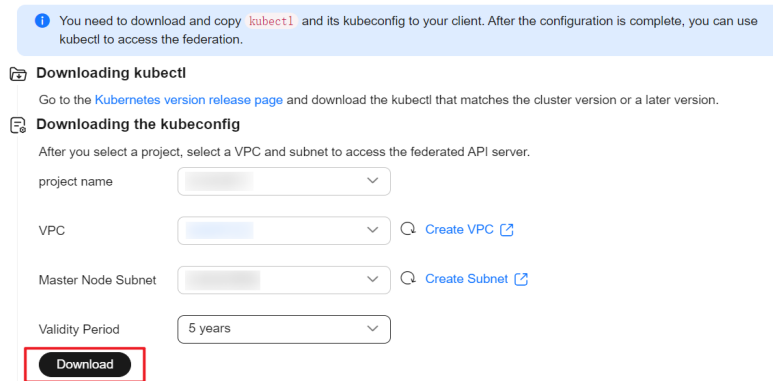 You need to download and copy kubectl and its kubeconfig to your client. After the configuration is complete, you can use
kubectl to access the federation.
Downloading kubectl
Go to the Kubernetes version release page and download the kubectl that matches the cluster version or a later version.
Downloading the kubeconfig
After you select a project, select a VPC and subnet to access the federated API server.
project name
VPC
Create VPC
Master Node Subnet
Create Subnet
Validity Period
5 years
Download